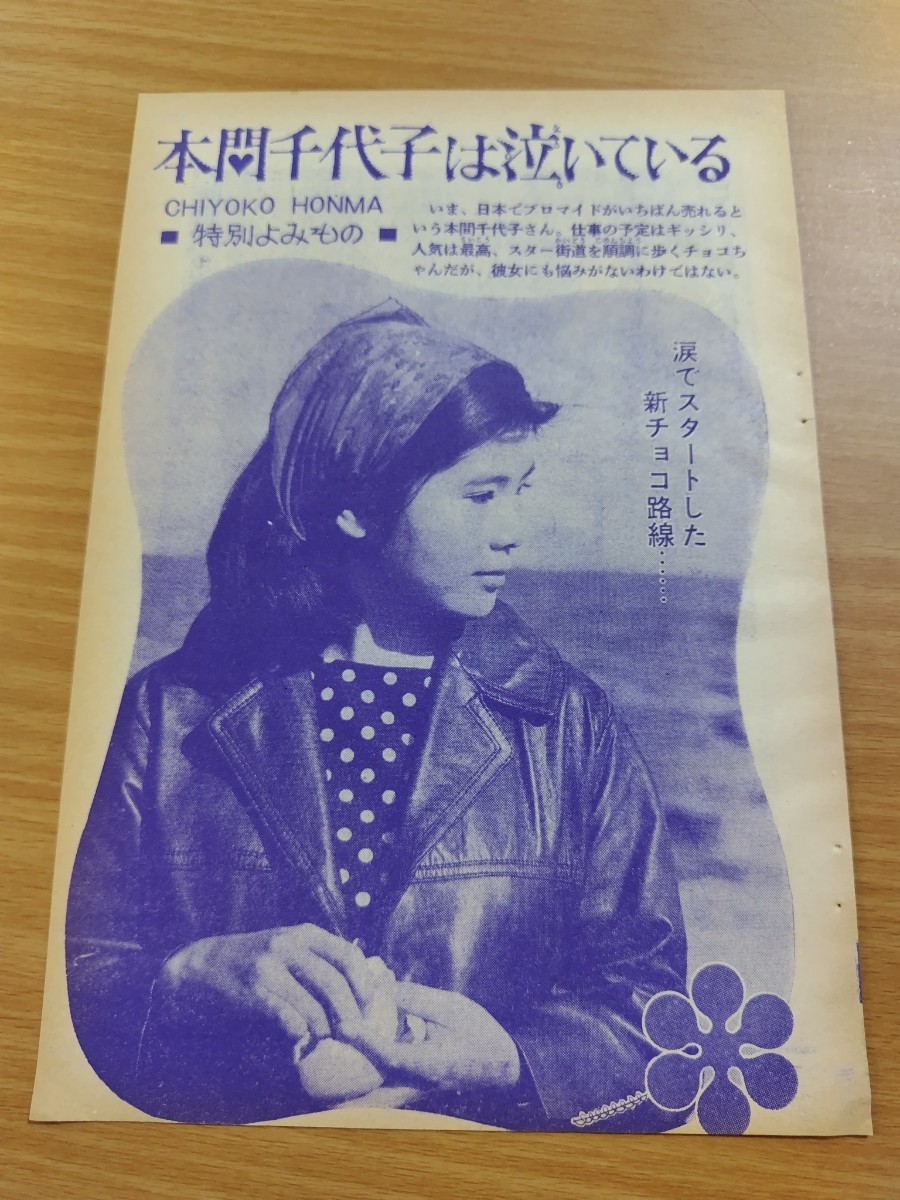 本間千代子は泣いている
CHIYOKO HONMA
■ 特別よみもの ■
いま、日本でブロマイドがいちばん売れると
いう本間千代子さん。仕事の予定はギッシリ、
人気は最高、スター街道を順調に歩くチョコち
ゃんだが、彼女にも悩みがないわけではない。
涙でスタートした
新チョコ路線……